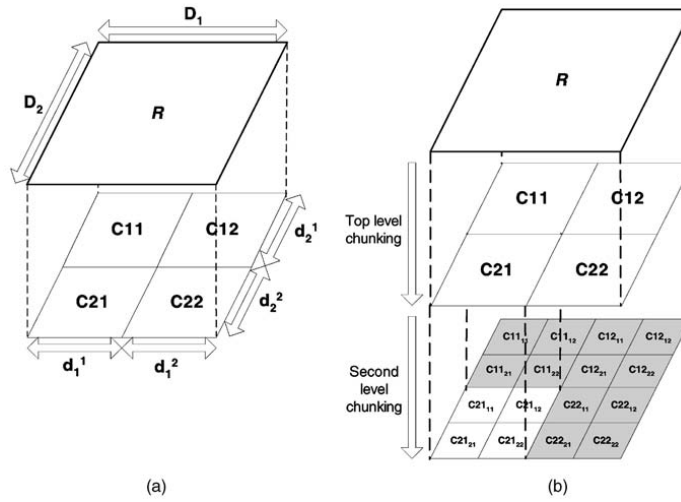 D₁
D₂
R
C11 C12
C21 C22
d₂¹
d₂²
d₁¹ d₁²
(a)
R
Top level
chunking
C11 C12
C21 C22
Second
level
chunking
C11₁₁ C11₁₂ C12₁₁ C12₁₂
C11₂₁ C11₂₂ C12₂₁ C12₂₂
C21₁₁ C21₁₂ C22₁₁ C22₁₂
C21₂₁ C21₂₂ C22₂₁ C22₂₂
(b)